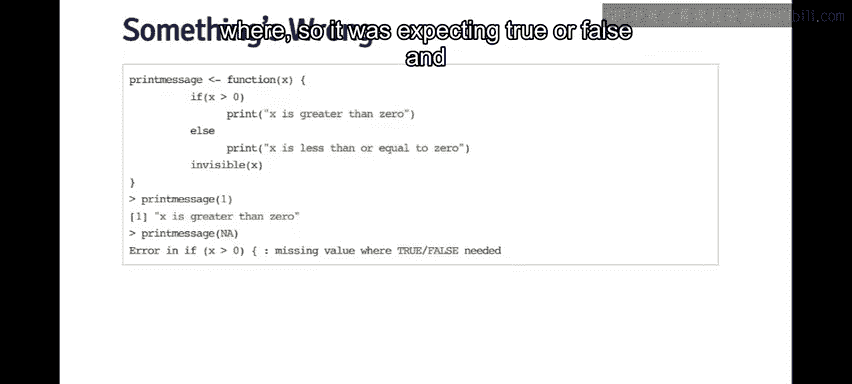 Something's Wrong
where, so it was expecting true or false
and
bili.com
printmessage <- function(x) {
if(x > 0)
print("x is greater than zero")
else
print("x is less than or equal to zero")
invisible(x)
}
> printmessage(1)
[1] "x is greater than zero"
> printmessage(NA)
Error in if (x > 0) { : missing value where TRUE/FALSE needed